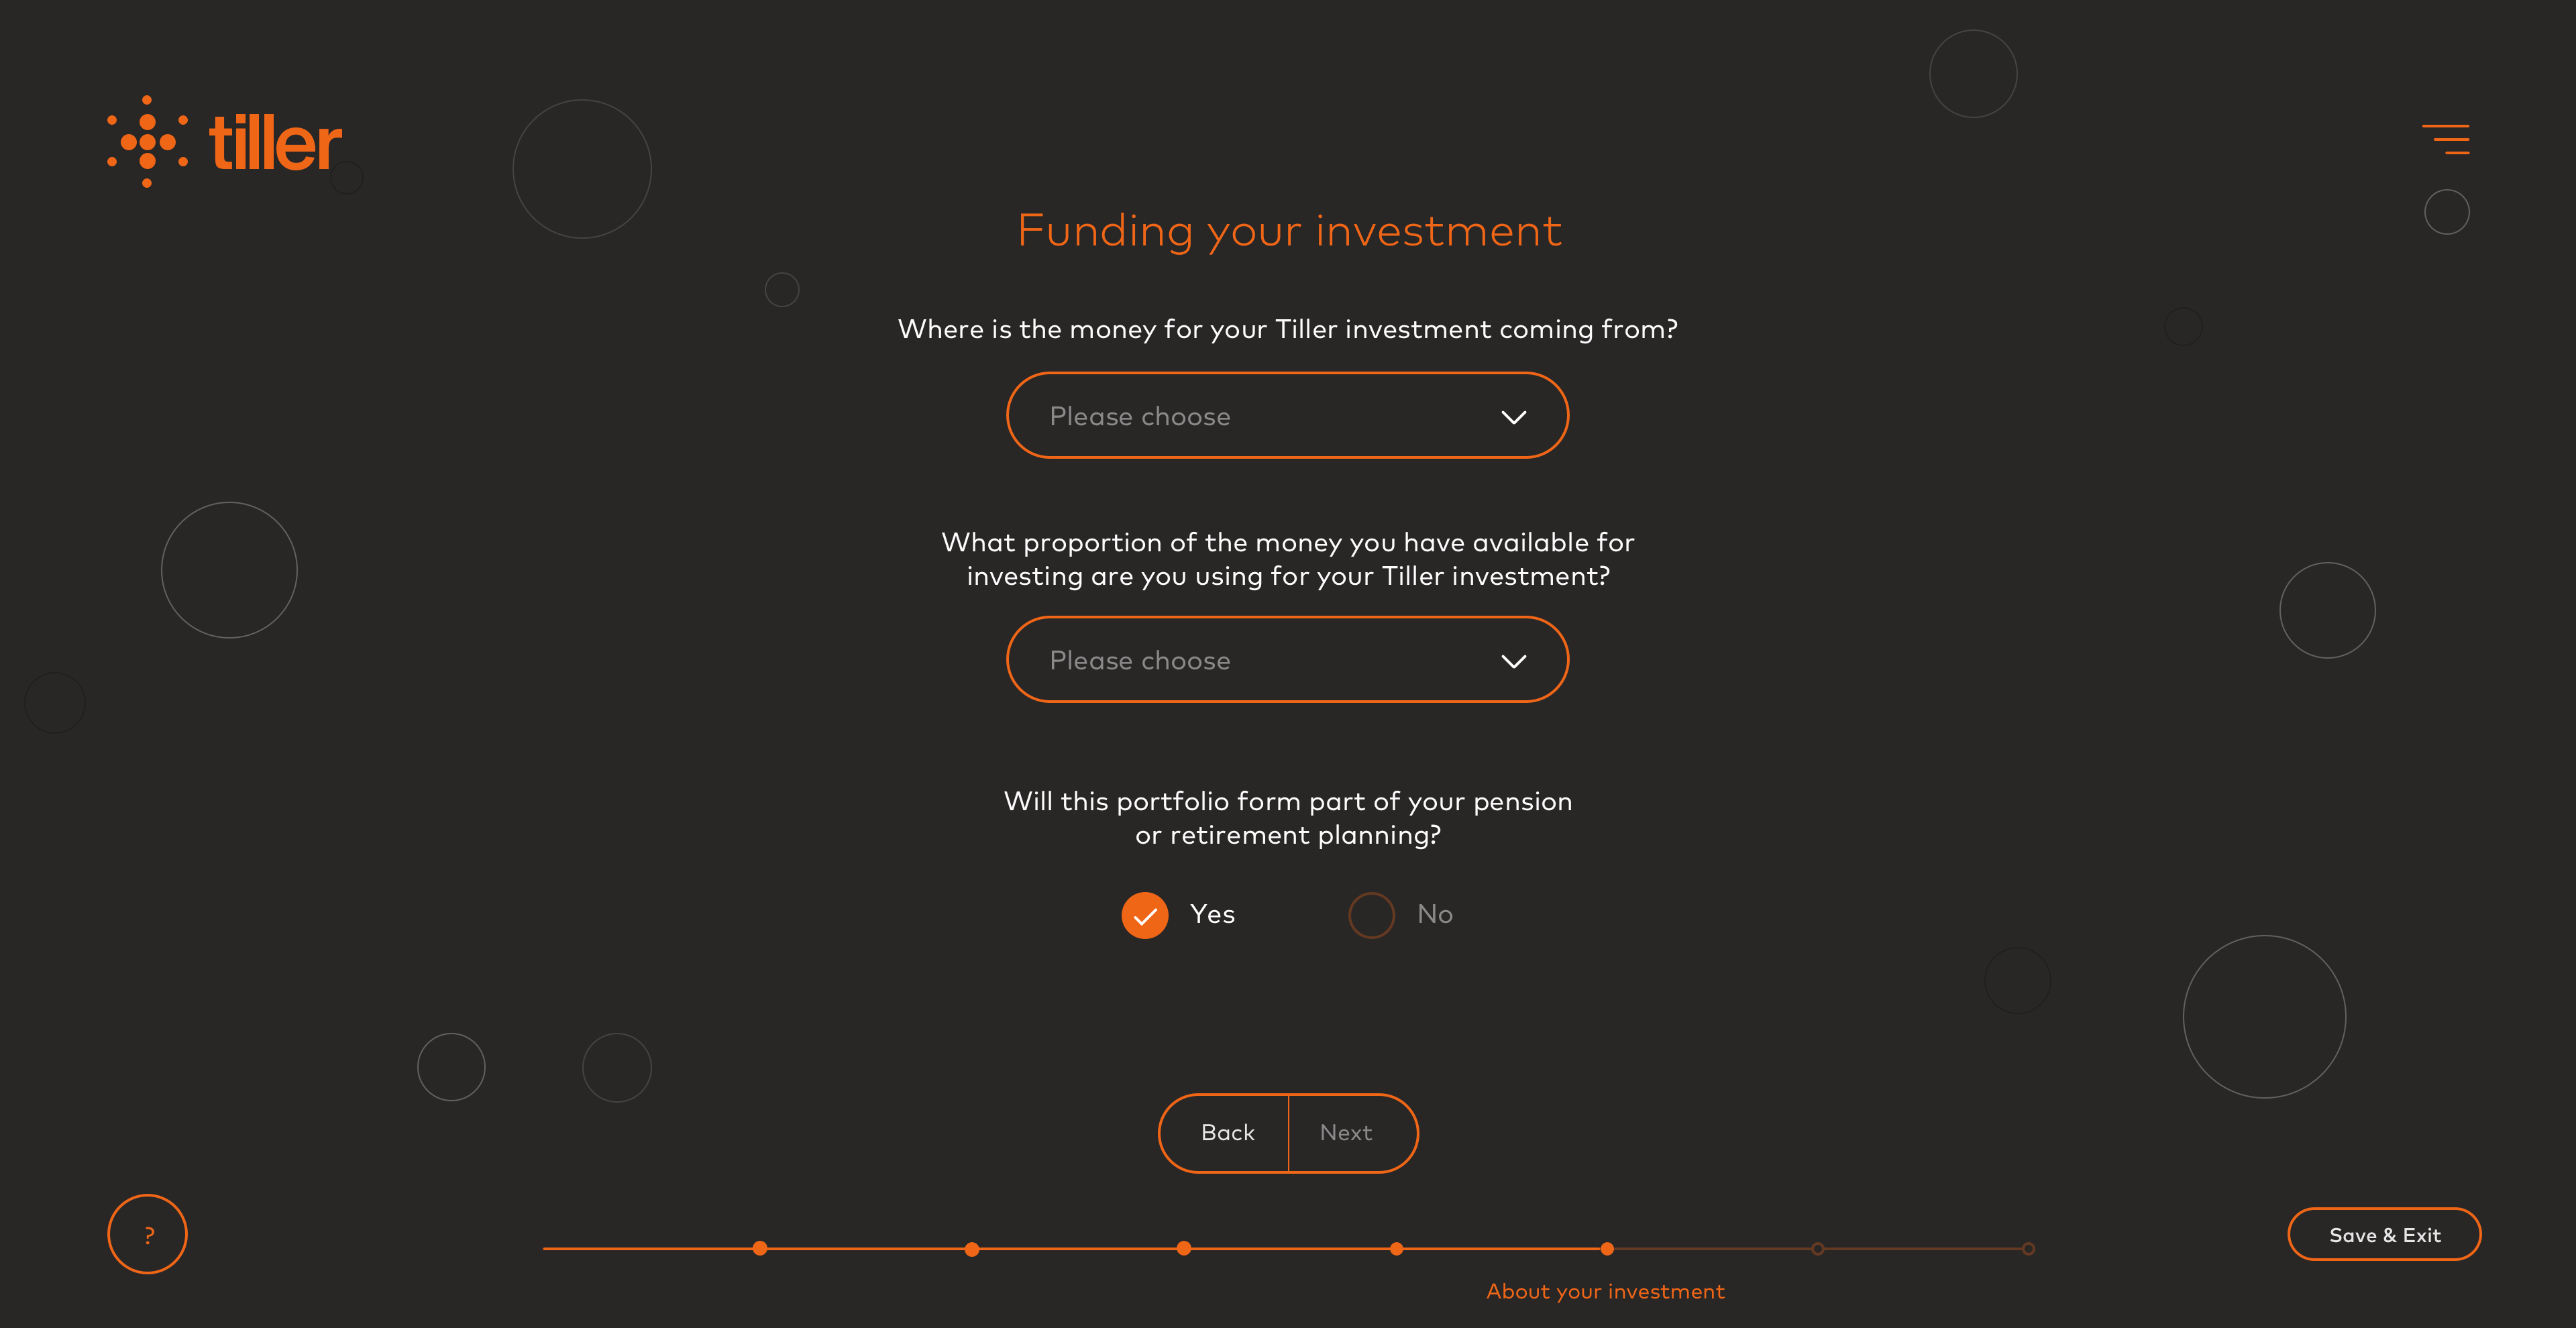 tiller
Funding your investment
Where is the money for your Tiller investment coming from?
Please choose
What proportion of the money you have available for
investing are you using for your Tiller investment?
Please choose
Will this portfolio form part of your pension
or retirement planning?
Yes
No
Back
Next
?
Save & Exit
About your investment